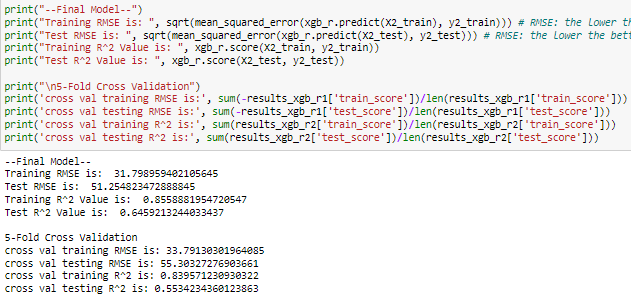 print("--Final Model--")
print("Training RMSE is: ", sqrt(mean_squared_error(xgb_r.predict(X2_train), y2_train))) # RMSE: the Lower th
print("Test RMSE is: ", sqrt(mean_squared_error(xgb_r.predict(X2_test), y2_test))) # RMSE: the Lower the bett
print("Training R^2 Value is: ", xgb_r.score(X2_train, y2_train))
print("Test R^2 Value is: ", xgb_r.score(X2_test, y2_test))
print("\n5-Fold Cross Validation")
print('cross val training RMSE is:', sum(-results_xgb_r1['train_score'])/len(results_xgb_r1['train_score']))
print('cross val testing RMSE is:', sum(-results_xgb_r1['test_score'])/len(results_xgb_r1['test_score']))
print('cross val training R^2 is:', sum(results_xgb_r2['train_score'])/len(results_xgb_r2['train_score']))
print('cross val testing R^2 is:', sum(results_xgb_r2['test_score'])/len(results_xgb_r2['test_score']))
--Final Model--
Training RMSE is:  31.798959402105645
Test RMSE is:  51.254823472888845
Training R^2 Value is:  0.8558881954720547
Test R^2 Value is:  0.6459213244033437
5-Fold Cross Validation
cross val training RMSE is: 33.79130301964085
cross val testing RMSE is: 55.30327276903661
cross val training R^2 is: 0.839571230930322
cross val testing R^2 is: 0.5534234360123863